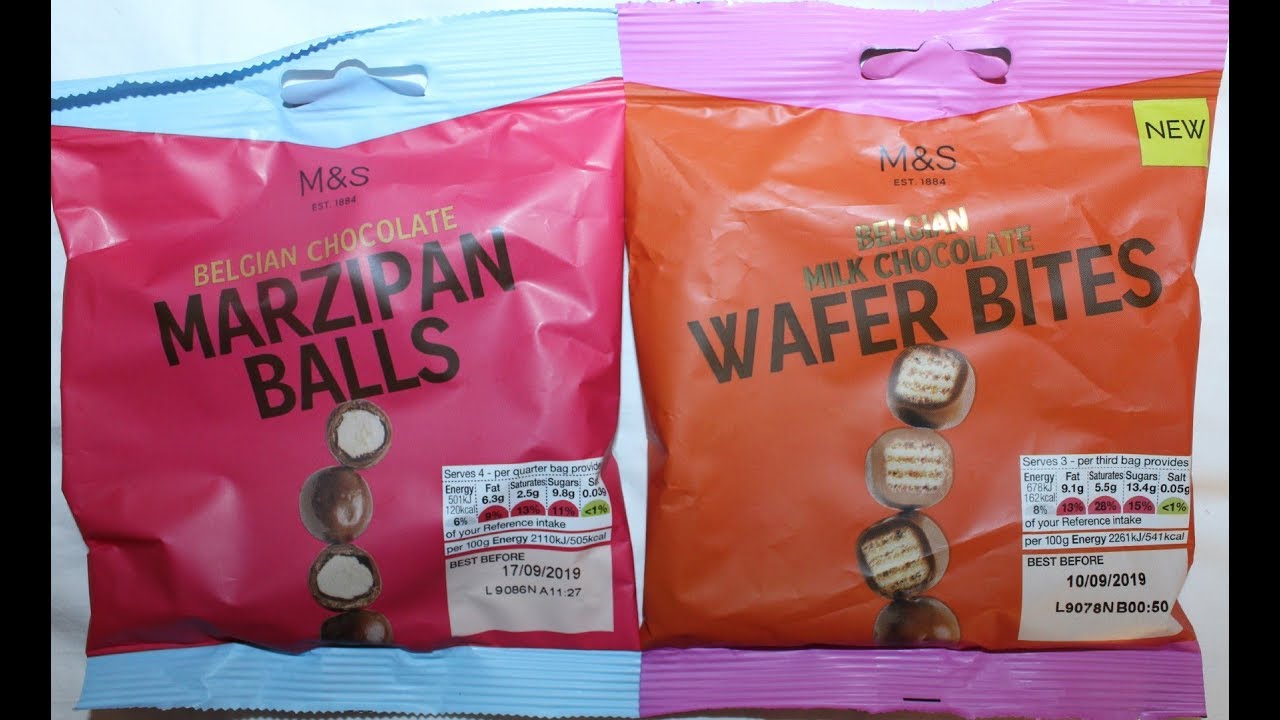 M&S
EST. 1884
BELGIAN CHOCOLATE
MARZIPAN
BALLS
Serves 4 - per quarter bag provides
Energy Fat Saturates Sugars
501kJ 6.3g 2.5g 9.8g 0.03g
120kcal
6% 9% 13% 11% <1%
of your Reference intake
per 100g Energy 2110kJ/505kcal
BEST BEFORE
17/09/2019
L9086N A11:27
NEW
M&S
EST. 1884
BELGIAN
MILK CHOCOLATE
WAFER BITES
Serves 3 - per third bag provides
Energy Fat Saturates Sugars Salt
678kJ 9.1g 5.5g 13.4g 0.05g
162kcal
8% 13% 28% 15% <1%
of your Reference intake
per 100g Energy 2261kJ/541kcal
BEST BEFORE
10/09/2019
L9078N B00:50